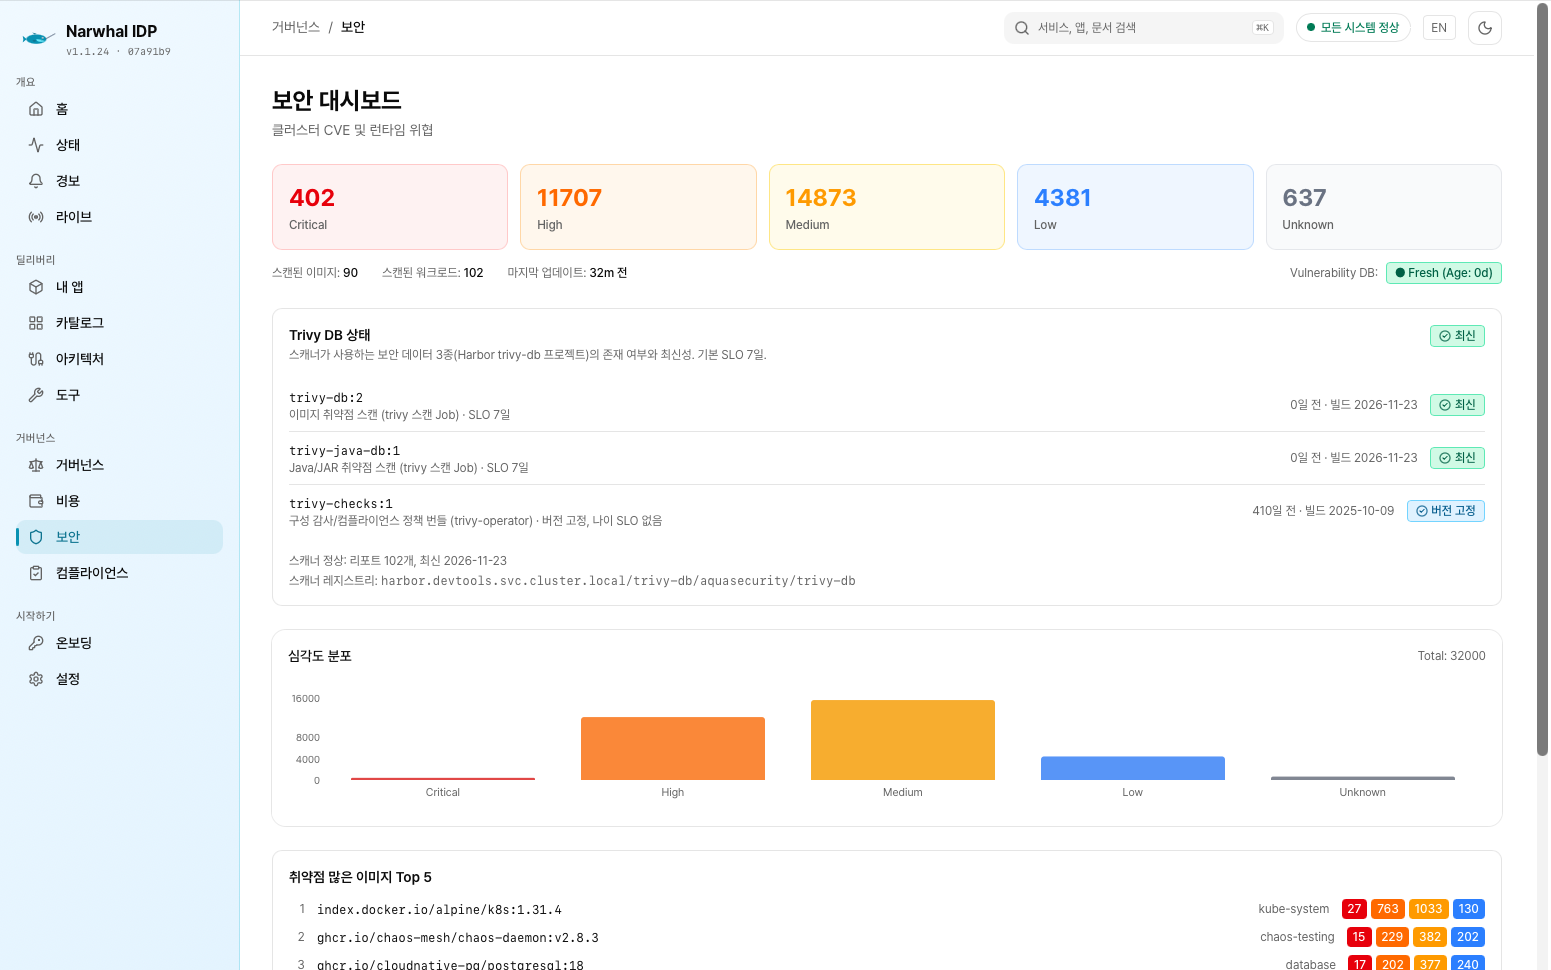 Narwhal IDP
v1.1.24 · 07a91b9
개요
홈
상태
경보
라이브
딜리버리
내 앱
카탈로그
아키텍처
도구
거버넌스
거버넌스
비용
보안
컴플라이언스
시작하기
온보딩
설정
거버넌스 / 보안
서비스, 앱, 문서 검색 ⌘K
모든 시스템 정상
EN
보안 대시보드
클러스터 CVE 및 런타임 위협
402
Critical
11707
High
14873
Medium
4381
Low
637
Unknown
스캔된 이미지: 90 스캔된 워크로드: 102 마지막 업데이트: 32m 전
Vulnerability DB: Fresh (Age: 0d)
Trivy DB 상태
최신
스캐너가 사용하는 보안 데이터 3종(Harbor trivy-db 프로젝트)의 존재 여부와 최신성. 기본 SLO 7일.
trivy-db:2
이미지 취약점 스캔 (trivy 스캔 Job) · SLO 7일
0일 전 · 빌드 2026-11-23 최신
trivy-java-db:1
Java/JAR 취약점 스캔 (trivy 스캔 Job) · SLO 7일
0일 전 · 빌드 2026-11-23 최신
trivy-checks:1
구성 감사/컴플라이언스 정책 번들 (trivy-operator) · 버전 고정, 나이 SLO 없음
410일 전 · 빌드 2025-10-09 버전 고정
스캐너 정상: 리포트 102개, 최신 2026-11-23
스캐너 레지스트리: harbor.devtools.svc.cluster.local/trivy-db/aquasecurity/trivy-db
심각도 분포
Total: 32000
16000
8000
4000
0
Critical High Medium Low Unknown
취약점 많은 이미지 Top 5
1 index.docker.io/alpine/k8s:1.31.4 kube-system 27 763 1033 130
2 ghcr.io/chaos-mesh/chaos-daemon:v2.8.3 chaos-testing 15 229 382 202
3 ghcr.io/cloudnative-pg/postgresql:18 database 17 202 377 240